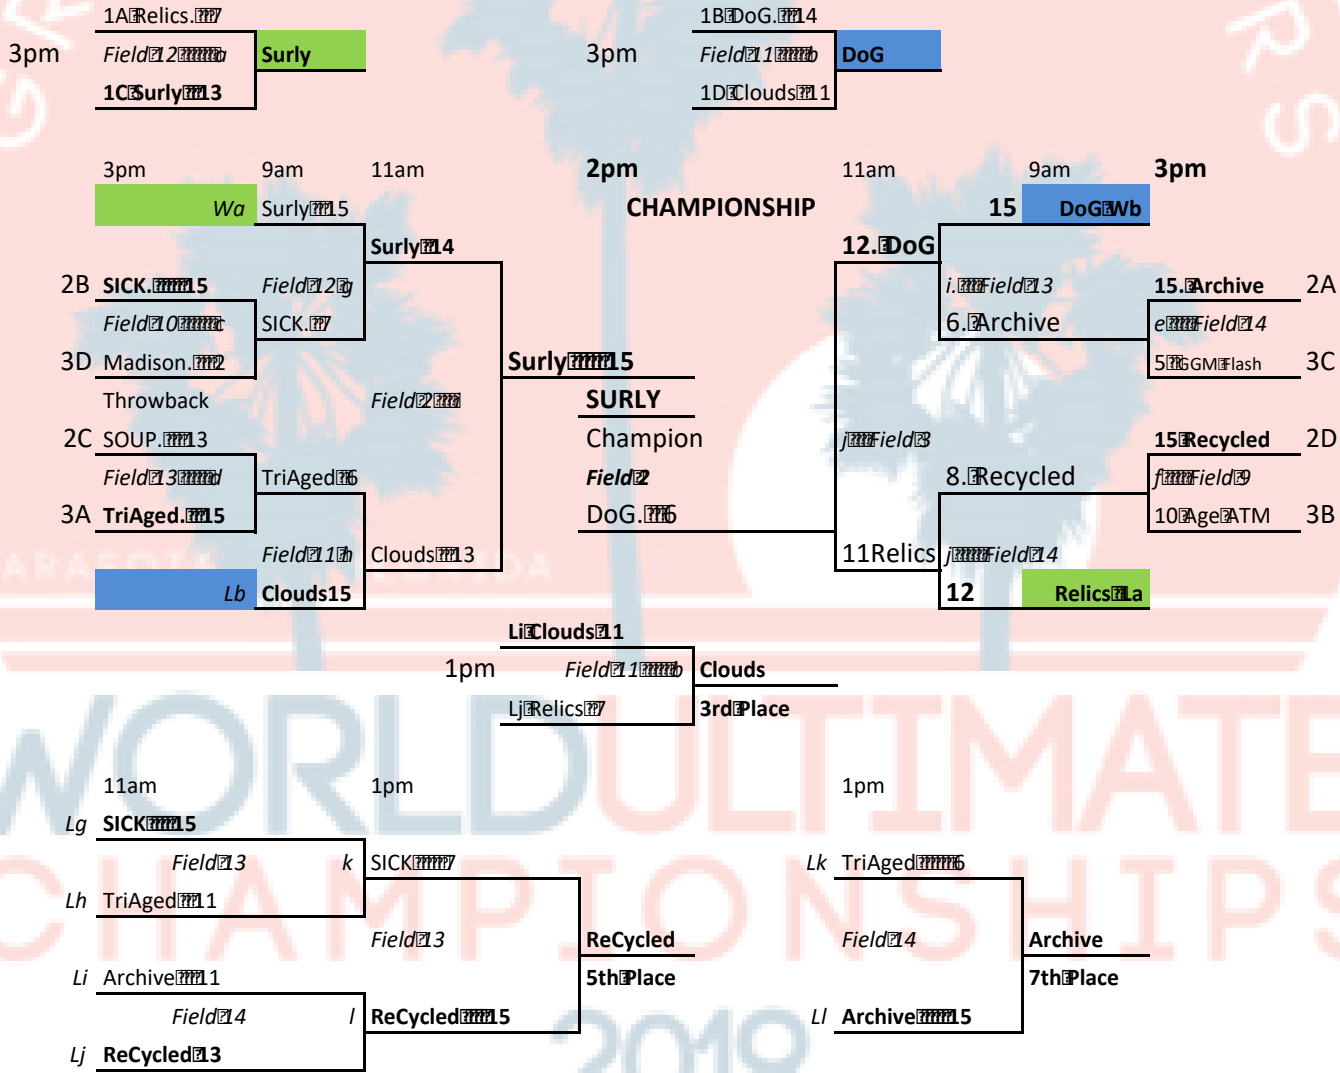 1A Relics. 7
1B DoG. 14
3pm
Field 12 a
Surly
3pm
Field 11 b
DoG
1C Surly 13
1D Clouds 11
3pm
9am
11am
2pm
11am
9am
3pm
Wa
Surly 15
CHAMPIONSHIP
15
DoG Wb
Surly 14
12. DoG
2B
SICK. 15
Field 12 g
i. Field 13
15. Archive
2A
Field 10 c
SICK. 7
6. Archive
e Field 14
3D
Madison. 2
Surly 15
5 GGM Flash
3C
Throwback
Field 2
SURLY
2C
SOUP. 13
Champion
j Field 3
15 Recycled
2D
Field 13 d
TriAged 6
Field 2
8. Recycled
f Field 9
3A
TriAged. 15
DoG. 6
10 Age ATM
3B
Field 11 h
Clouds 13
11Relics
j Field 14
ARASOTA FLORIDA
Lb
Clouds15
12
Relics La
Li Clouds 11
1pm
Field 11 b
Clouds
Lj Relics 7
3rd Place
WORLD ULTIMATE
11am
1pm
1pm
Lg
SICK 15
Field 13
k
SICK 7
Lk
TriAged 6
CHAMPIONSHIPS
Lh
TriAged 11
Field 13
ReCycled
Field 14
Archive
Li
Archive 11
5th Place
7th Place
Field 14
l
ReCycled 15
Ll
Archive 15
Lj
ReCycled 13
2019